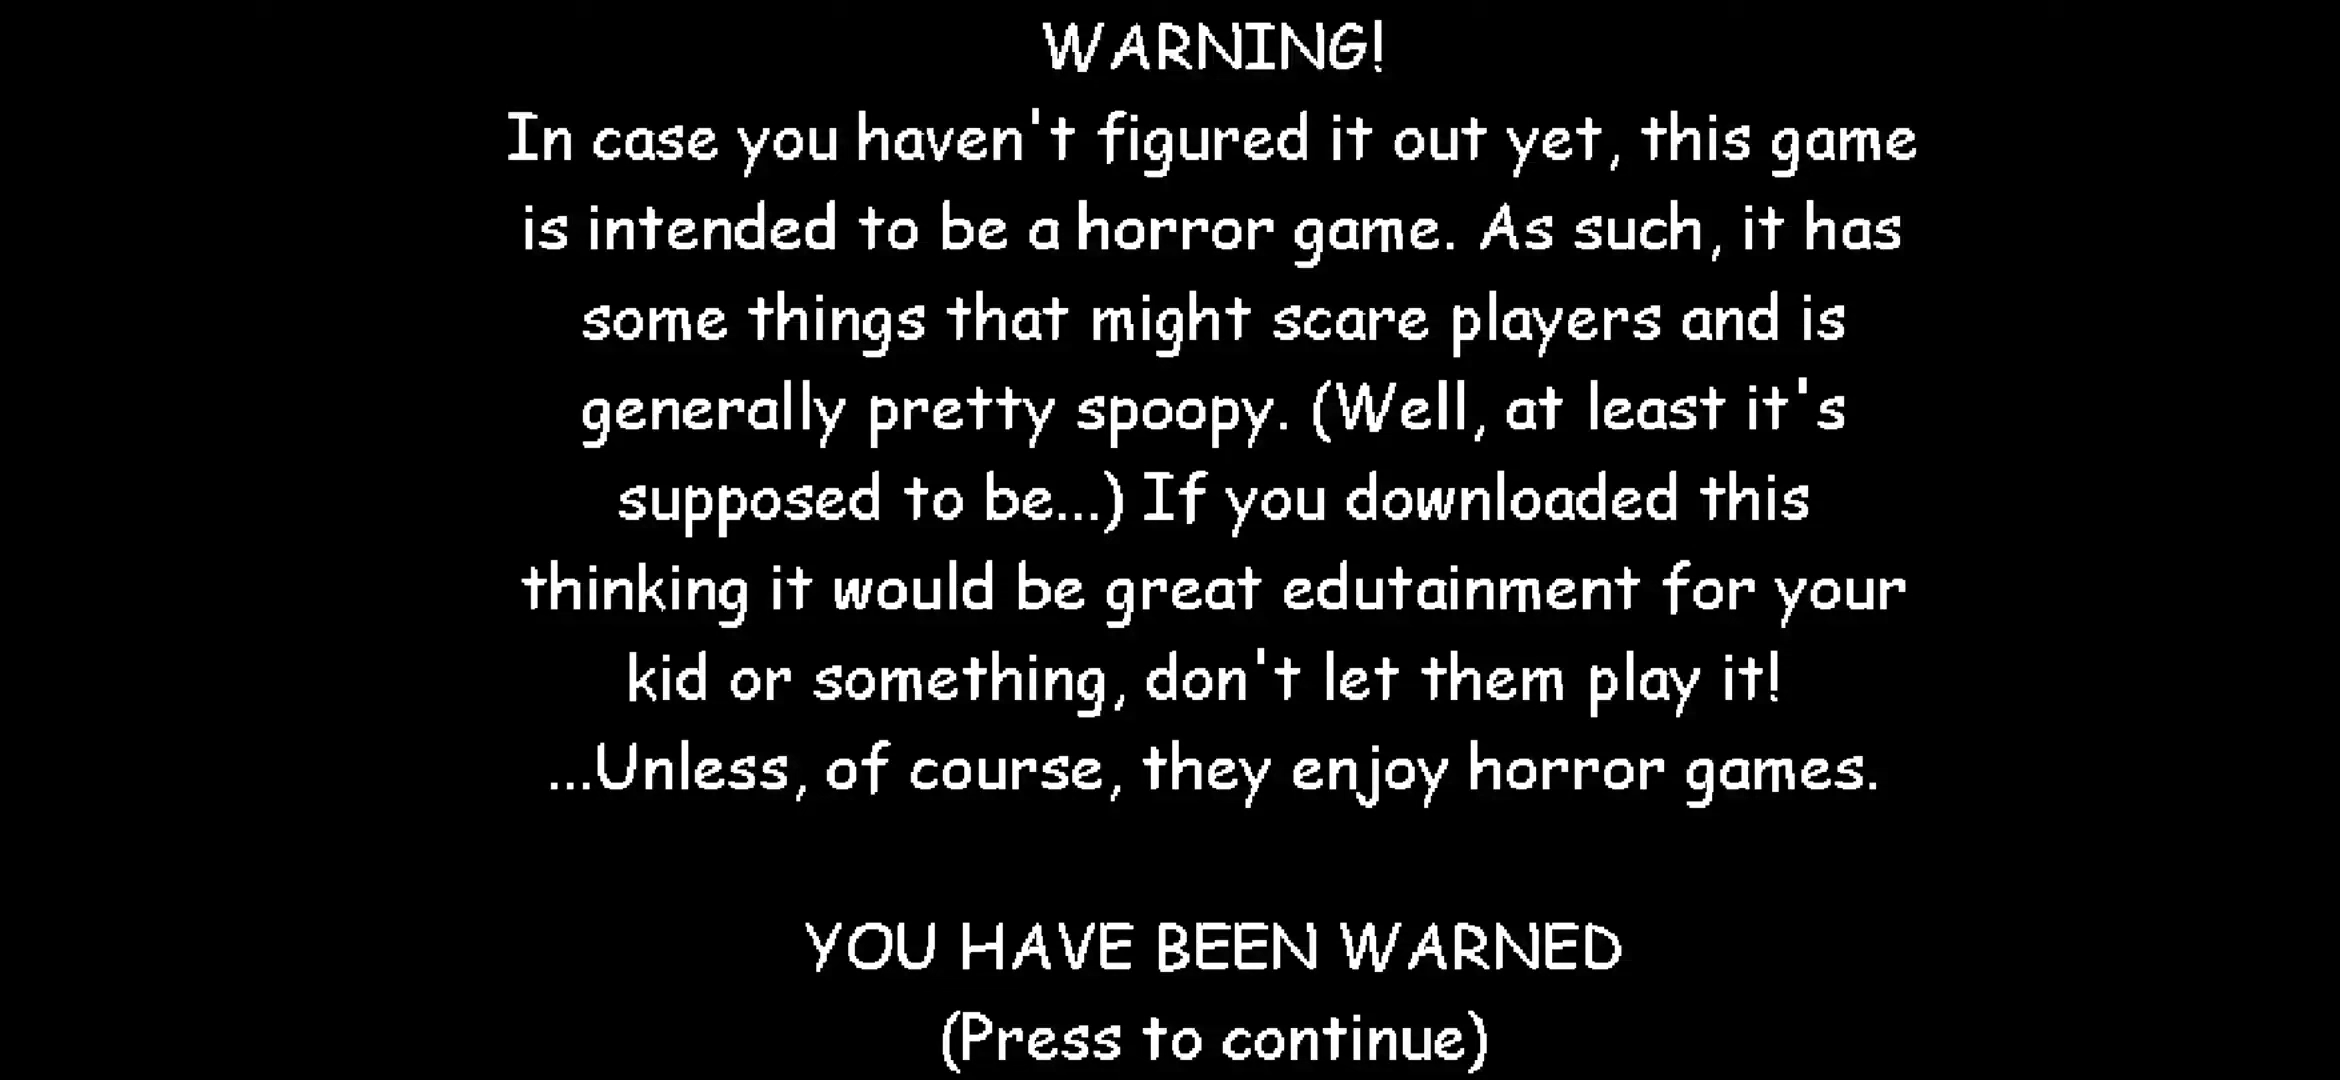 WARNING!
In case you haven't figured it out yet, this game
is intended to be a horror game. As such, it has
some things that might scare players and is
generally pretty spoopy. (Well, at least it's
supposed to be...) If you downloaded this
thinking it would be great edutainment for your
kid or something, don't let them play it!
...Unless, of course, they enjoy horror games.
YOU HAVE BEEN WARNED
(Press to continue)